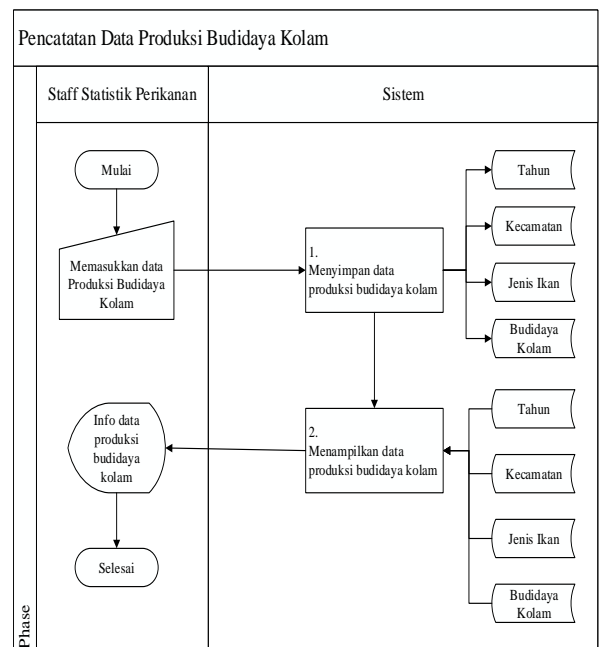 Pencatatan Data Produksi Budidaya Kolam
Staff Statistik Perikanan
Sistem
Mulai
Memasukkan data
Produksi Budidaya
Kolam
1.
Menyimpan data
produksi budidaya kolam
Tahun
Kecamatan
Jenis Ikan
Budidaya
Kolam
Info data
produksi
budidaya
kolam
2.
Menampilkan data
produksi budidaya kolam
Tahun
Kecamatan
Jenis Ikan
Budidaya
Kolam
Selesai
Phase